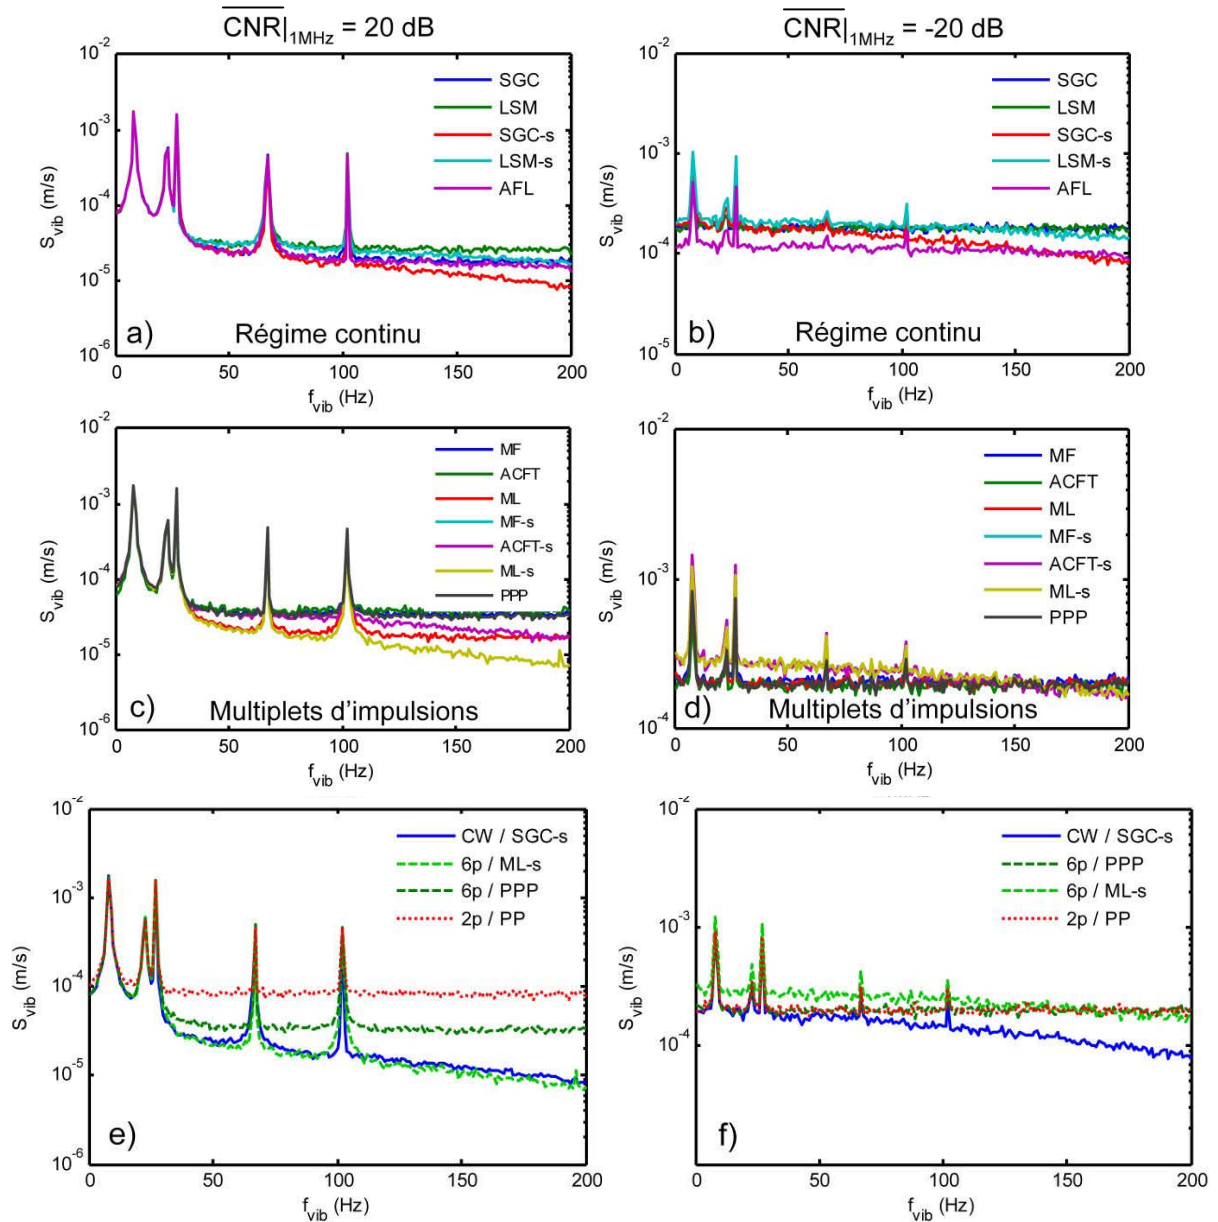 CNR|1MHz = 20 dB
CNR|1MHz = -20 dB
10-2
10-3
10-4
10-5
10-6
Svib (m/s)
SGC
LSM
SGC-s
LSM-s
AFL
a)
Régime continu
0 50 100 150 200
fvib (Hz)
10-2
10-3
10-4
10-5
Svib (m/s)
SGC
LSM
SGC-s
LSM-s
AFL
b)
Régime continu
0 50 100 150 200
fvib (Hz)
10-2
10-3
10-4
10-5
10-6
Svib (m/s)
MF
ACFT
ML
MF-s
ACFT-s
ML-s
PPP
c)
Multiplets d'impulsions
0 50 100 150 200
fvib (Hz)
10-2
10-3
10-4
Svib (m/s)
MF
ACFT
ML
MF-s
ACFT-s
ML-s
PPP
d)
Multiplets d'impulsions
0 50 100 150 200
fvib (Hz)
10-2
10-3
10-4
10-5
10-6
Svib (m/s)
CW / SGC-s
6p / ML-s
6p / PPP
2p / PP
e)
0 50 100 150 200
fvib (Hz)
10-2
10-3
10-4
Svib (m/s)
CW / SGC-s
6p / PPP
6p / ML-s
2p / PP
f)
0 50 100 150 200
fvib (Hz)